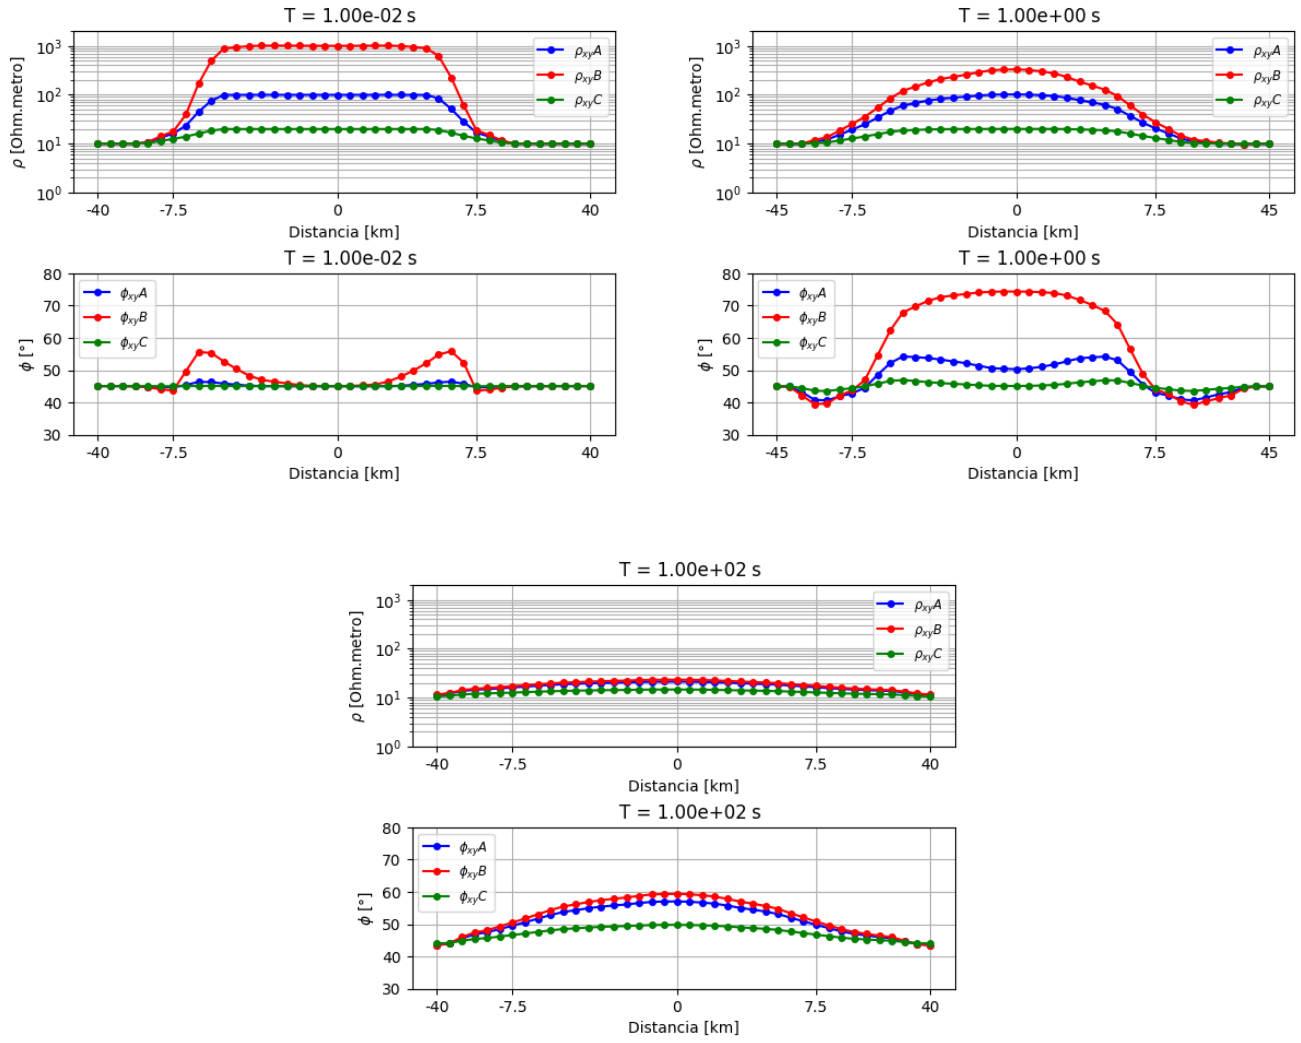 T = 1.00e-02 s
10³
10²
10¹
10⁰
ρ [Ohm.metro]
ρxyA
ρxyB
ρxyC
-40 -7.5 0 7.5 40
Distancia [km]
T = 1.00e-02 s
80
70
60
50
40
30
ϕ [°]
ϕxyA
ϕxyB
ϕxyC
-40 -7.5 0 7.5 40
Distancia [km]
T = 1.00e+00 s
10³
10²
10¹
10⁰
ρ [Ohm.metro]
ρxyA
ρxyB
ρxyC
-45 -7.5 0 7.5 45
Distancia [km]
T = 1.00e+00 s
80
70
60
50
40
30
ϕ [°]
ϕxyA
ϕxyB
ϕxyC
-45 -7.5 0 7.5 45
Distancia [km]
T = 1.00e+02 s
10³
10²
10¹
10⁰
ρ [Ohm.metro]
ρxyA
ρxyB
ρxyC
-40 -7.5 0 7.5 40
Distancia [km]
T = 1.00e+02 s
80
70
60
50
40
30
ϕ [°]
ϕxyA
ϕxyB
ϕxyC
-40 -7.5 0 7.5 40
Distancia [km]